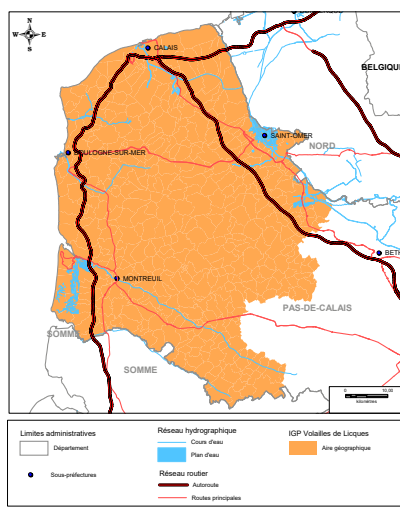 N
W E
S
CALAIS
BELGIQUE
SAINT-OMER
NORD
BOULOGNE-SUR-MER
BETH
MONTREUIL
PAS-DE-CALAIS
SOMME
SOMME
0 10,00
kilomètres
Limites administratives
Département
Sous-préfectures
Réseau hydrographique
Cours d'eau
Plan d'eau
Réseau routier
Autoroute
Routes principales
IGP Volailles de Licques
Aire géographique